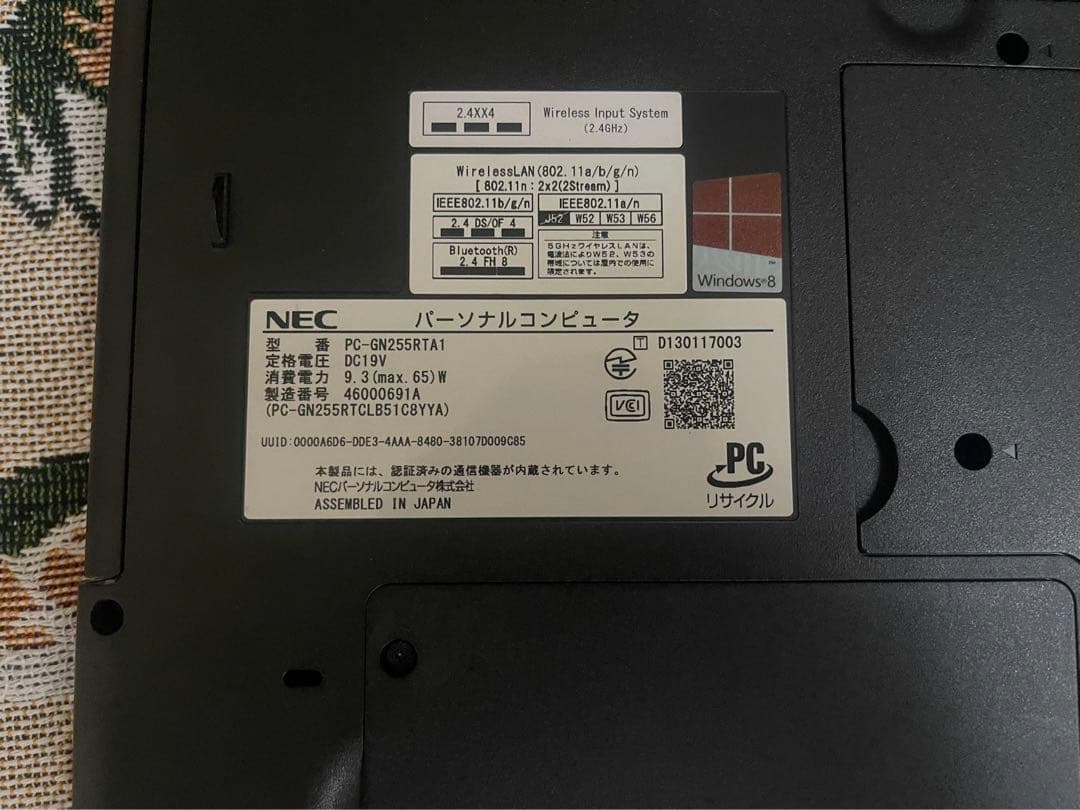 2.4XX4
Wireless Input System
(2.4GHz)
WirelessLAN(802.11a/b/g/n)
[ 802.11n : 2x2(2Stream) ]
IEEE802.11b/g/n
IEEE802.11a/n
2.4 DS/OF 4
J52 W52 W53 W56
Bluetooth(R)
2.4 FH 8
注意
5GHzワイヤレスLANは、
電波法によりW52、W53の
帯域については屋内での使用に
限定されます。
Windows®8
NEC パーソナルコンピュータ
型 番 PC-GN255RTA1
定格電圧 DC19V
消費電力 9.3(max.65)W
製造番号 46000691A
(PC-GN255RTCLB51C8YYA)
T D130117003
VCCI
UUID:0000A6D6-DDE3-4AAA-8480-38107D009C85
本製品には、認証済みの通信機器が内蔵されています。
NECパーソナルコンピュータ株式会社
ASSEMBLED IN JAPAN
PC
リサイクル